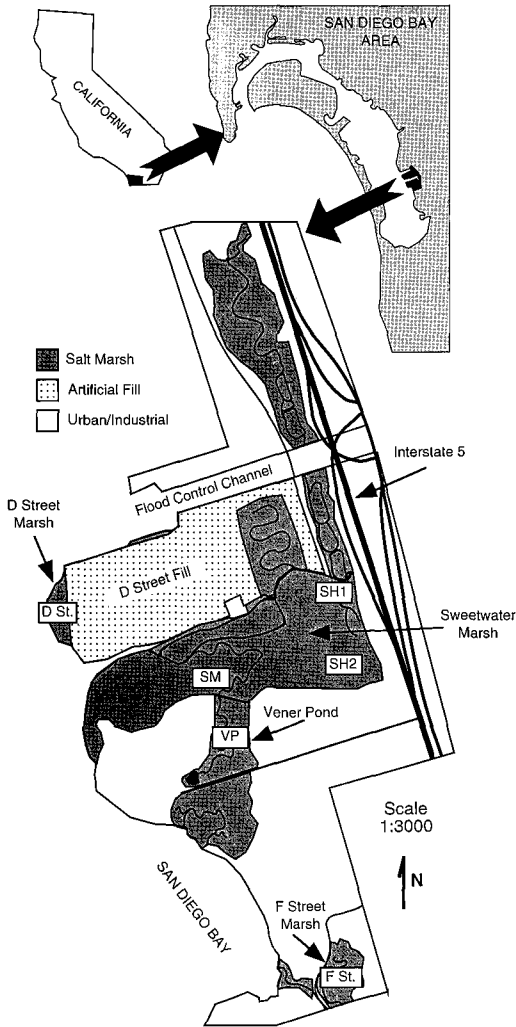 SAN DIEGO BAY
AREA
CALIFORNIA
Salt Marsh
Artificial Fill
Urban/Industrial
Interstate 5
Flood Control Channel
D Street
Marsh
D Street Fill
D St.
SH1
Sweetwater
Marsh
SH2
SM
Vener Pond
VP
Scale
1:3000
N
SAN DIEGO BAY
F Street
Marsh
F St.